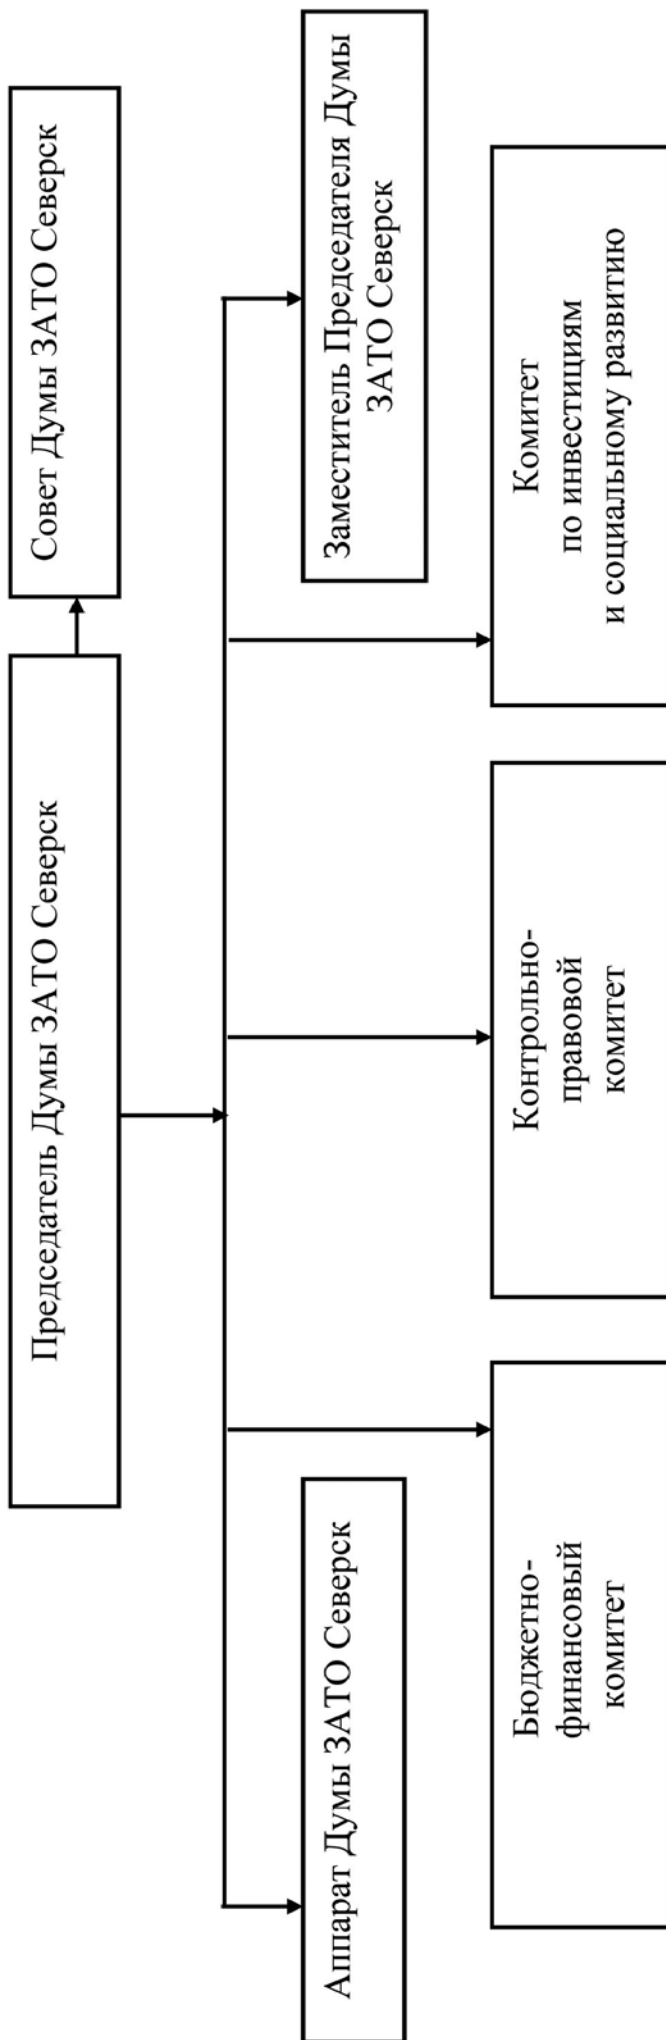 Председатель Думы ЗАТО Северск
Совет Думы ЗАТО Северск
Аппарат Думы ЗАТО Северск
Заместитель Председателя Думы
ЗАТО Северск
Бюджетно-
финансовый
комитет
Контрольно-
правовой
комитет
Комитет
по инвестициям
и социальному развитию